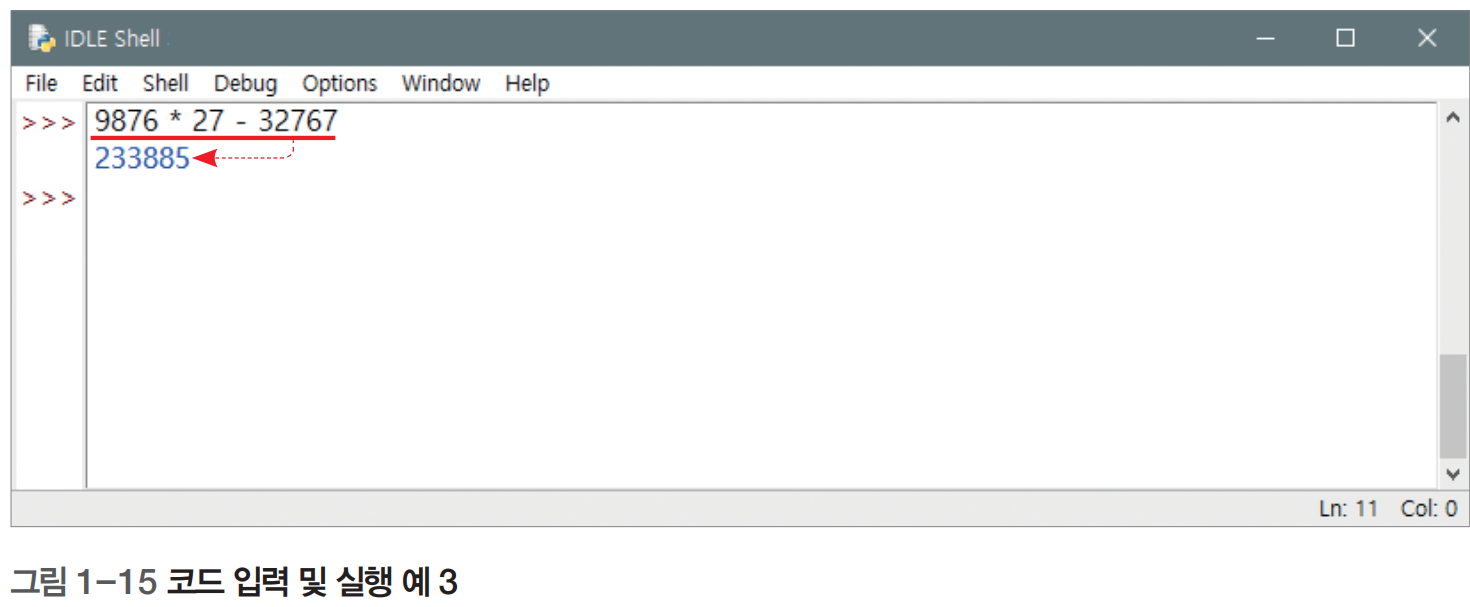 IDLE Shell
File Edit Shell Debug Options Window Help
>>> 9876 * 27 - 32767
233885
>>>
Ln: 11 Col: 0
그림 1-15 코드 입력 및 실행 예 3